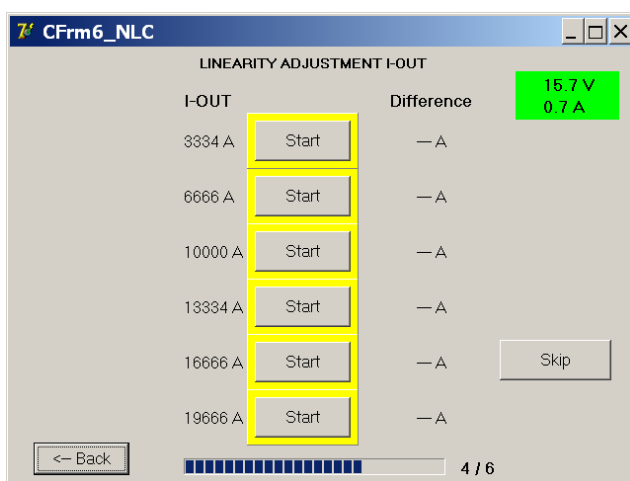 CFrm6_NLC
LINEARITY ADJUSTMENT I-OUT
15.7 V
0.7 A
I-OUT Difference
3334 A Start — A
6666 A Start — A
10000 A Start — A
13334 A Start — A
16666 A Start — A
Skip
19666 A Start — A
<-- Back
4 / 6